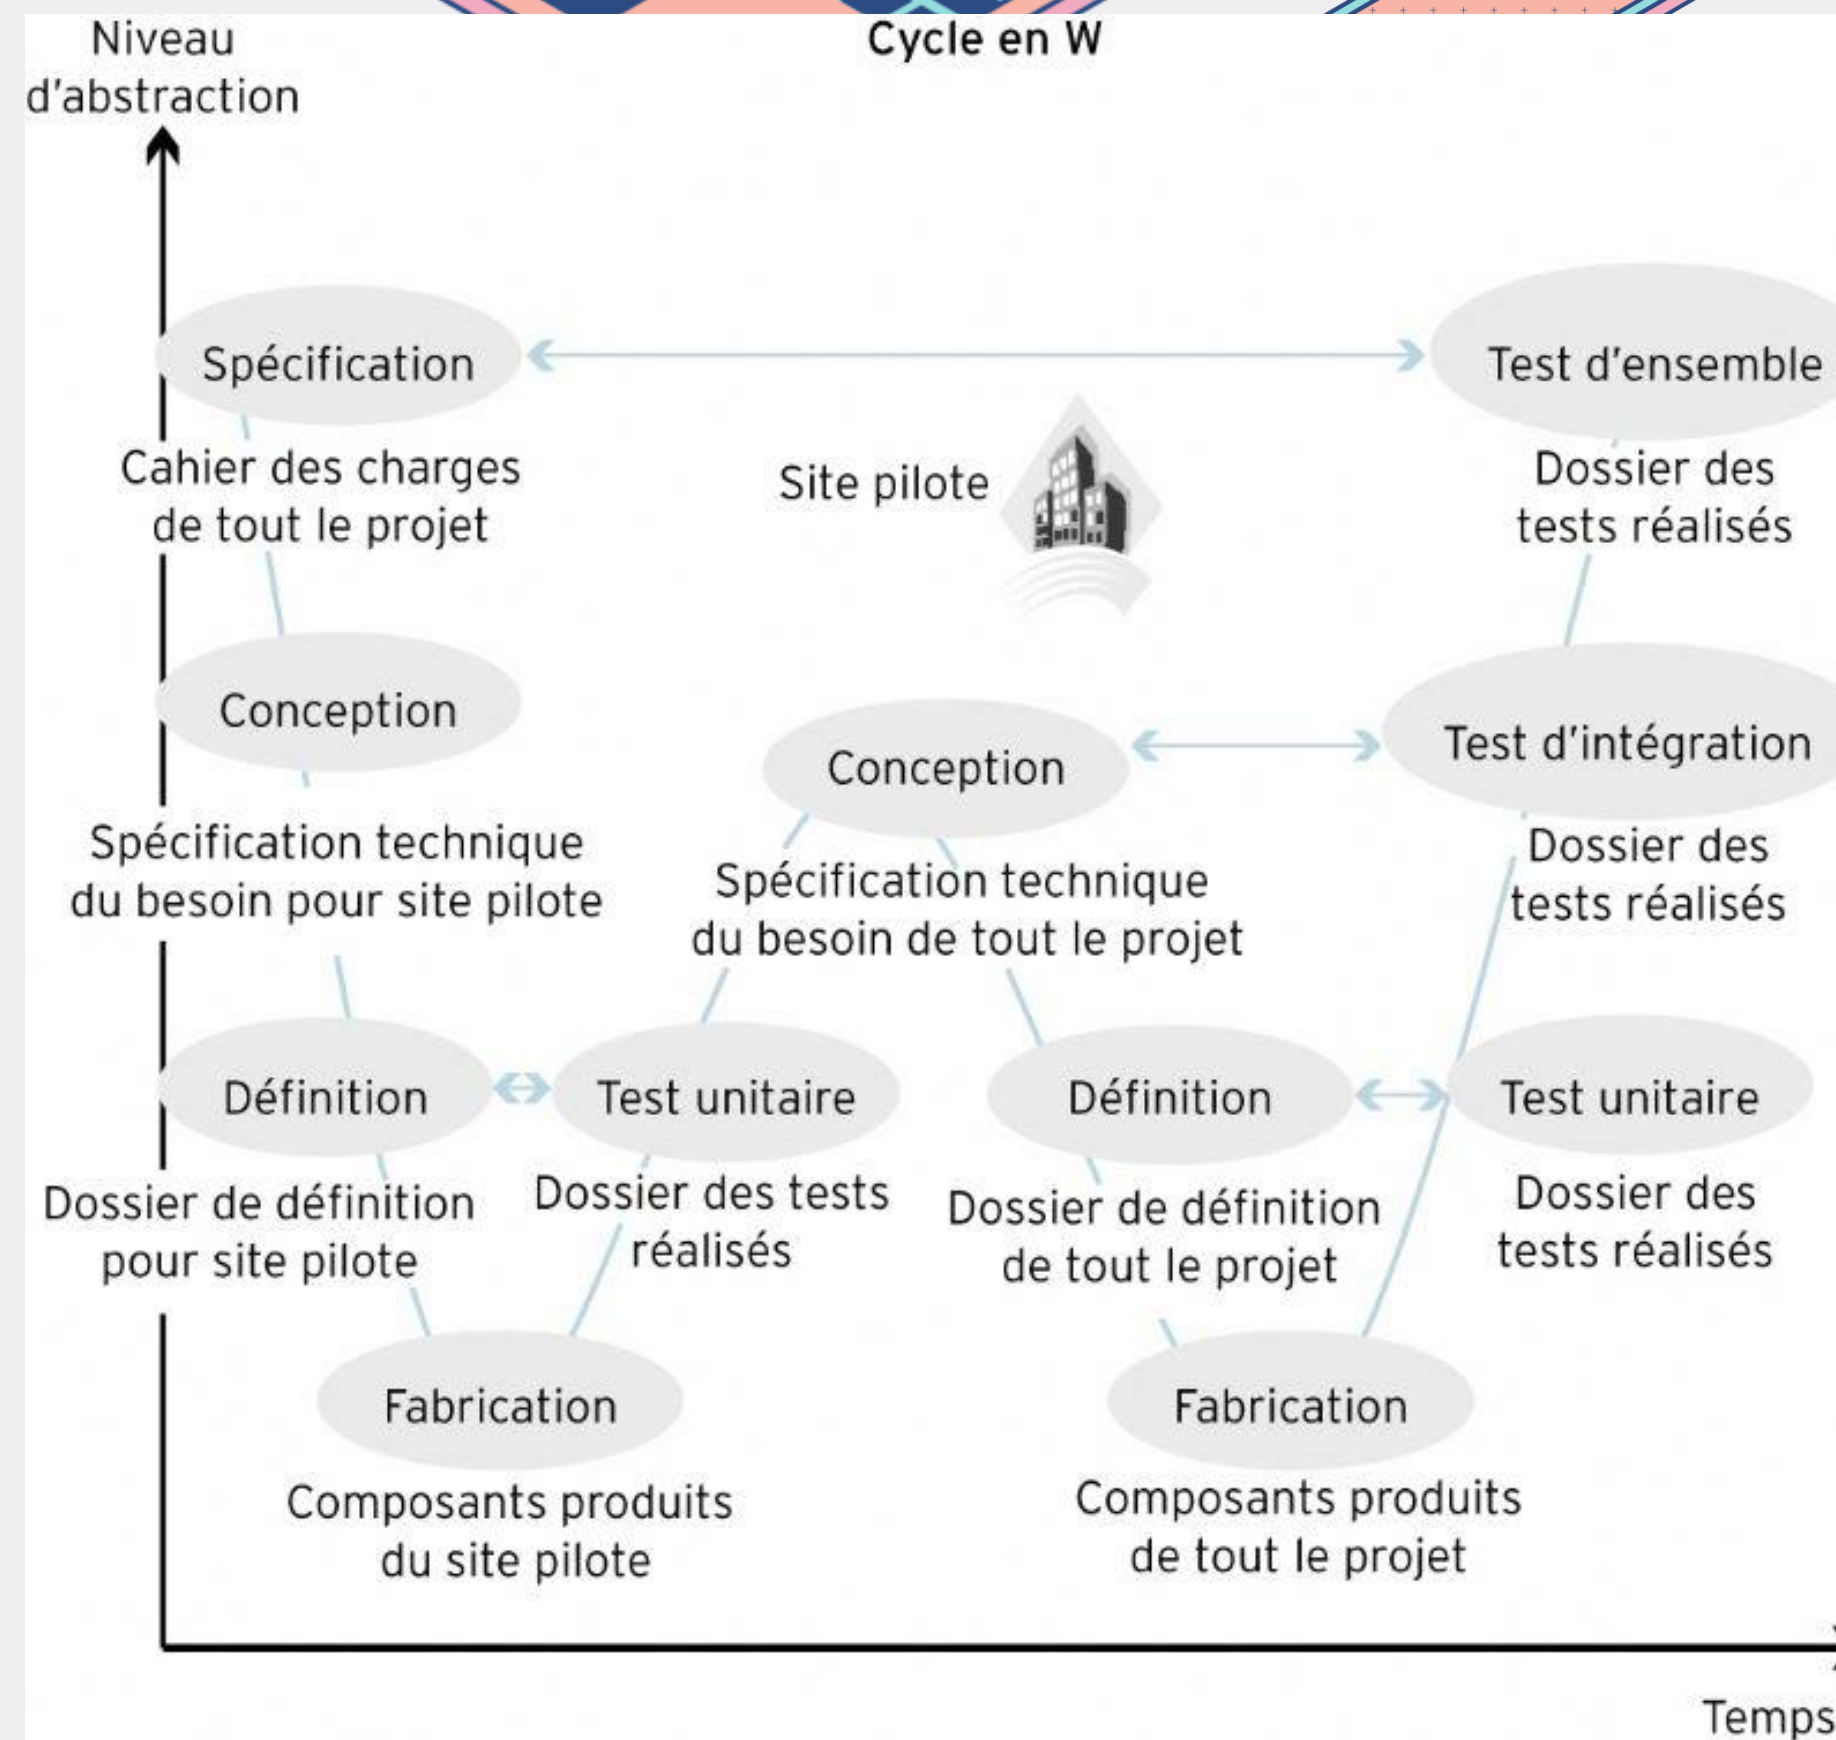 Cycle en W
Niveau
d'abstraction
Spécification
Test d'ensemble
Cahier des charges
de tout le projet
Site pilote
Dossier des
tests réalisés
Conception
Conception
Test d'intégration
Spécification technique
du besoin pour site pilote
Spécification technique
du besoin de tout le projet
Dossier des
tests réalisés
Définition
Test unitaire
Définition
Test unitaire
Dossier de définition
pour site pilote
Dossier des tests
réalisés
Dossier de définition
de tout le projet
Dossier des
tests réalisés
Fabrication
Fabrication
Composants produits
du site pilote
Composants produits
de tout le projet
Temps